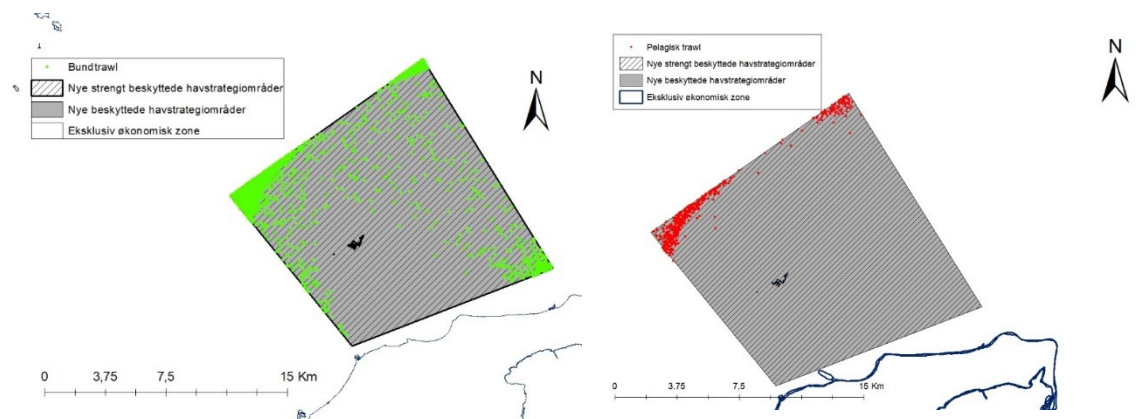 Bundtrawl
Nye strengt beskyttede havstrategiområder
Nye beskyttede havstrategiområder
Eksklusiv økonomisk zone
N
0 3,75 7,5 15 Km
Pelagisk trawl
Nye strengt beskyttede havstrategiområder
Nye beskyttede havstrategiområder
Eksklusiv økonomisk zone
N
0 3,75 7,5 15 Km